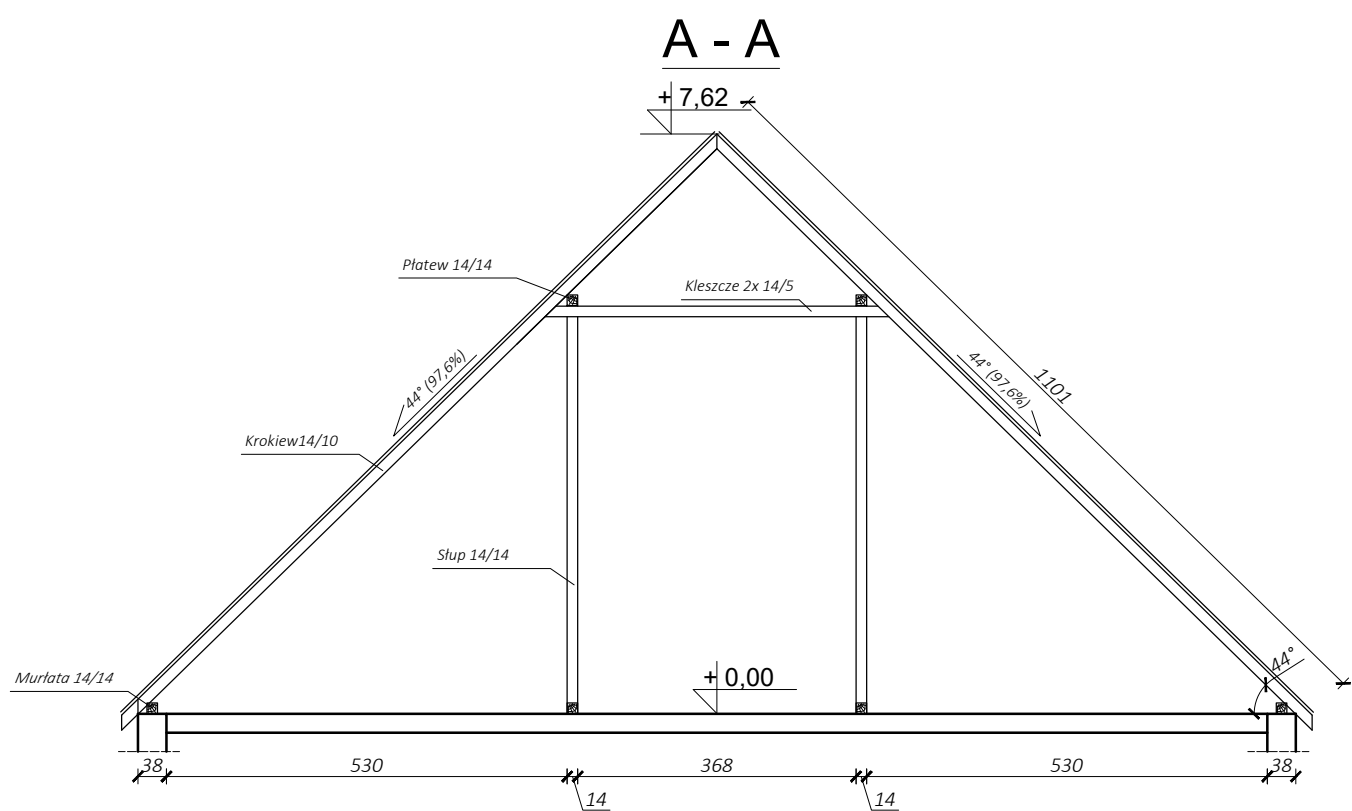 A - A
+ 7,62
Płatew 14/14
Kleszcze 2x 14/5
44° (97,6%)
44° (97,6%)
1101
Krokiew14/10
Słup 14/14
44°
Murłata 14/14
+ 0,00
38 530 368 530 38
14 14